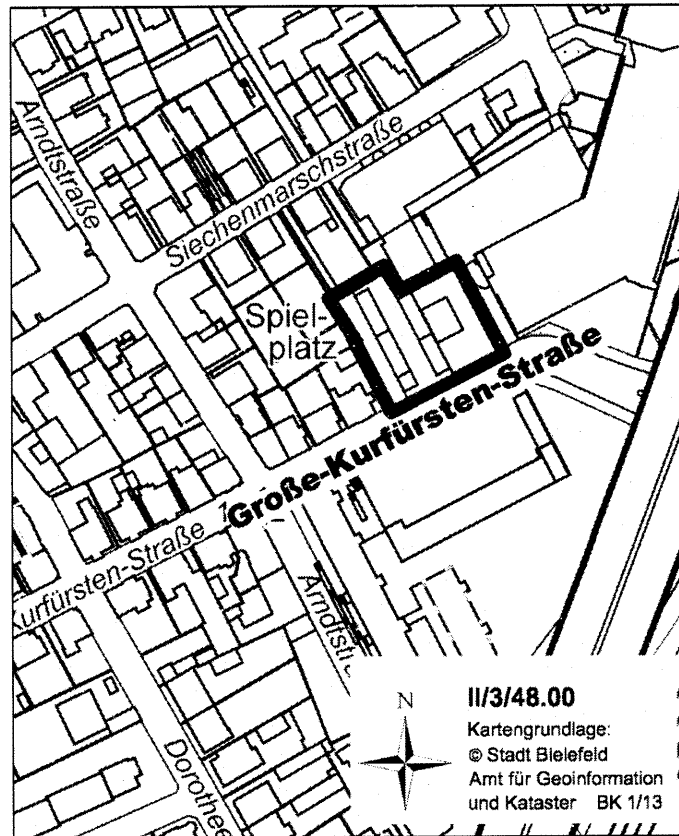 Arndtstraße
Siechenmarschstraße
Spiel-
platz
Große-Kurfürsten-Straße
Kurfürsten-Straße
Arndtstra
Dorothee
N
II/3/48.00
Kartengrundlage:
© Stadt Bielefeld
Amt für Geoinformation
und Kataster BK 1/13